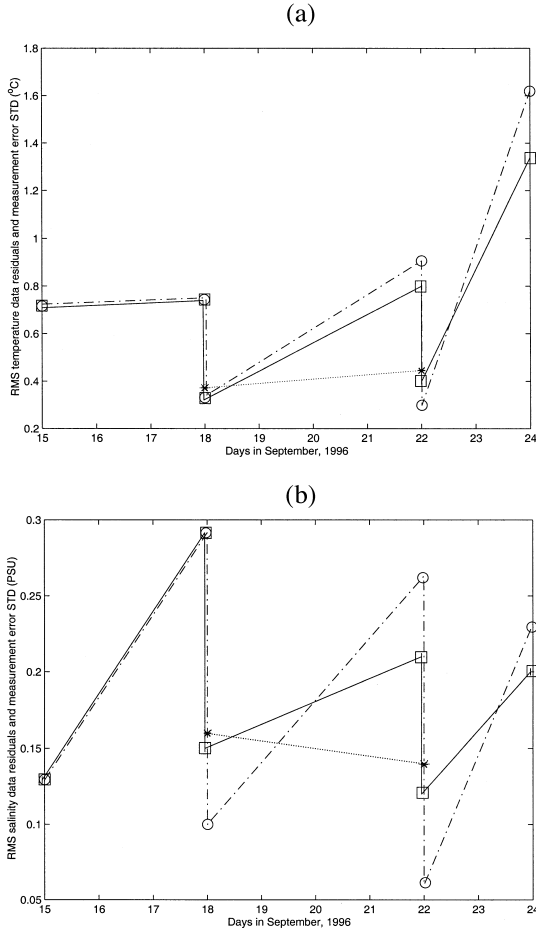 (a)
RMS temperature data residuals and measurement error STD (°C)
1.8
1.6
1.4
1.2
1
0.8
0.6
0.4
0.2
15 16 17 18 19 20 21 22 23 24
Days in September, 1996
(b)
RMS salinity data residuals and measurement error STD (PSU)
0.3
0.25
0.2
0.15
0.1
0.05
15 16 17 18 19 20 21 22 23 24
Days in September, 1996